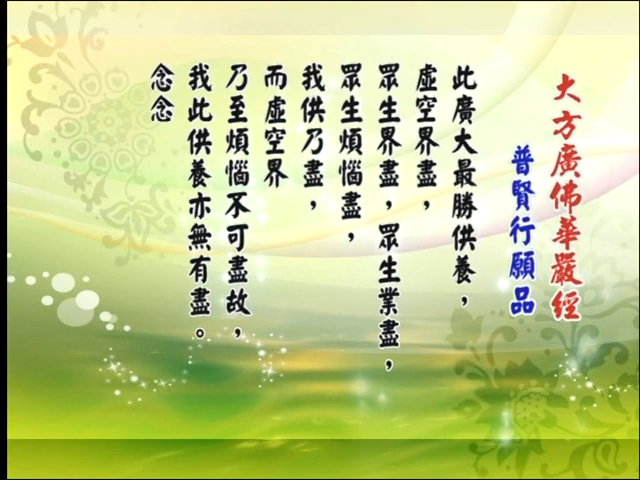 大方廣佛華嚴經
普賢行願品
此廣大最勝供養，
虛空界盡，
眾生界盡，眾生業盡，
眾生煩惱盡，
我供乃盡，
而虛空界
乃至煩惱不可盡故，
我此供養亦無有盡。
念念